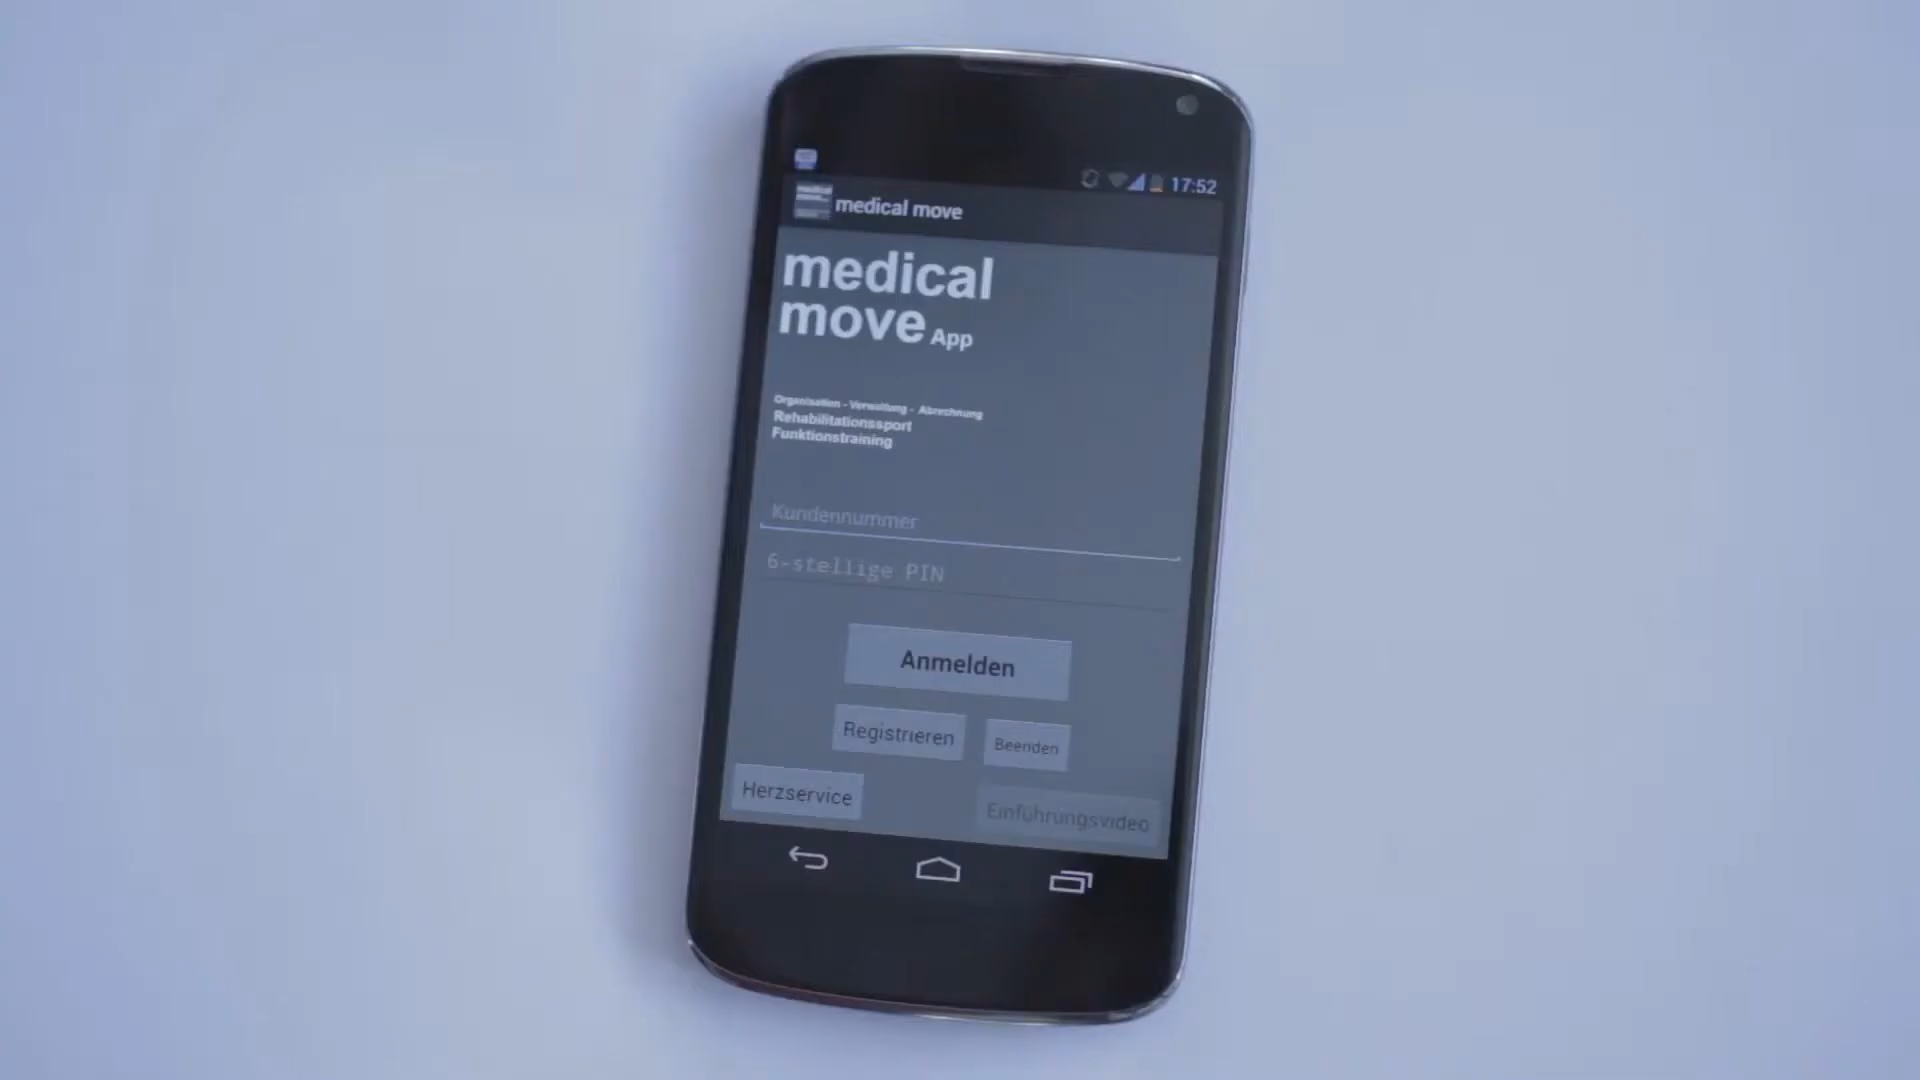 17:52
medical move
medical
move App
Organisation - Verwaltung - Abrechnung
Rehabilitationssport
Funktionstraining
Kundennummer
6-stellige PIN
Anmelden
Registrieren
Beenden
Herzservice
Einführungsvideo